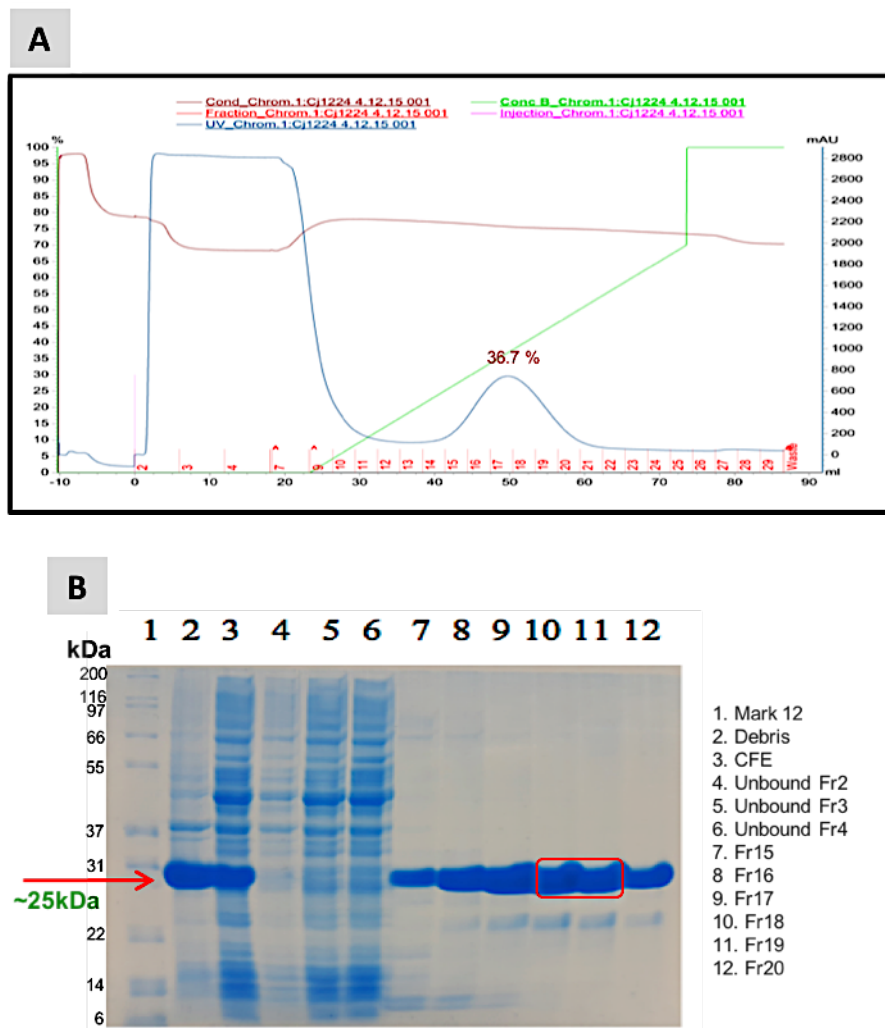 A
Cond_Chrom.1:Cj1224 4.12.15 001 Conc B_Chrom.1:Cj1224 4.12.15 001
Fraction_Chrom.1:Cj1224 4.12.15 001 Injection_Chrom.1:Cj1224 4.12.15 001
UV_Chrom.1:Cj1224 4.12.15 001
% mAU
100
95
90
85
80
75
70
65
60
55
50
45
40
35
30
25
20
15
10
5
0
2800
2600
2400
2200
2000
1800
1600
1400
1200
1000
800
600
400
200
0
36.7 %
2 3 4 7 9 10 11 12 13 14 15 16 17 18 19 20 21 22 23 24 25 26 27 28 29 Waste
ml
-10 0 10 20 30 40 50 60 70 80 90
B
1 2 3 4 5 6 7 8 9 10 11 12
kDa
200
116
97
66
55
37
31
~25kDa
22
14
6
1. Mark 12
2. Debris
3. CFE
4. Unbound Fr2
5. Unbound Fr3
6. Unbound Fr4
7. Fr15
8 Fr16
9. Fr17
10. Fr18
11. Fr19
12. Fr20